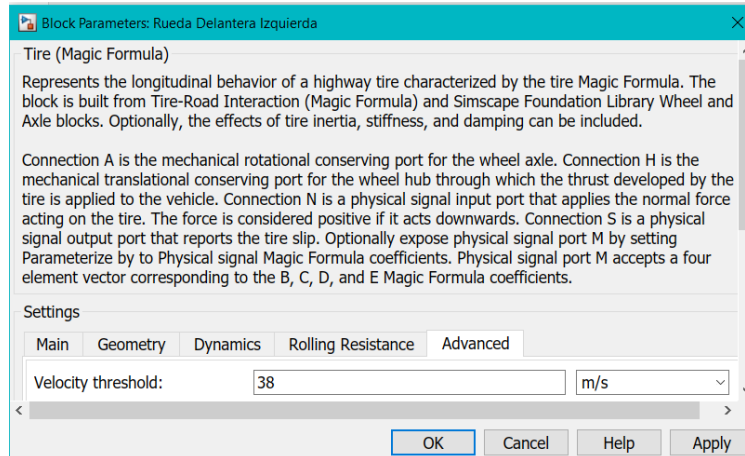 Block Parameters: Rueda Delantera Izquierda
Tire (Magic Formula)
Represents the longitudinal behavior of a highway tire characterized by the tire Magic Formula. The
block is built from Tire-Road Interaction (Magic Formula) and Simscape Foundation Library Wheel and
Axle blocks. Optionally, the effects of tire inertia, stiffness, and damping can be included.
Connection A is the mechanical rotational conserving port for the wheel axle. Connection H is the
mechanical translational conserving port for the wheel hub through which the thrust developed by the
tire is applied to the vehicle. Connection N is a physical signal input port that applies the normal force
acting on the tire. The force is considered positive if it acts downwards. Connection S is a physical
signal output port that reports the tire slip. Optionally expose physical signal port M by setting
Parameterize by to Physical signal Magic Formula coefficients. Physical signal port M accepts a four
element vector corresponding to the B, C, D, and E Magic Formula coefficients.
Settings
Main Geometry Dynamics Rolling Resistance Advanced
Velocity threshold: 38 m/s
OK Cancel Help Apply